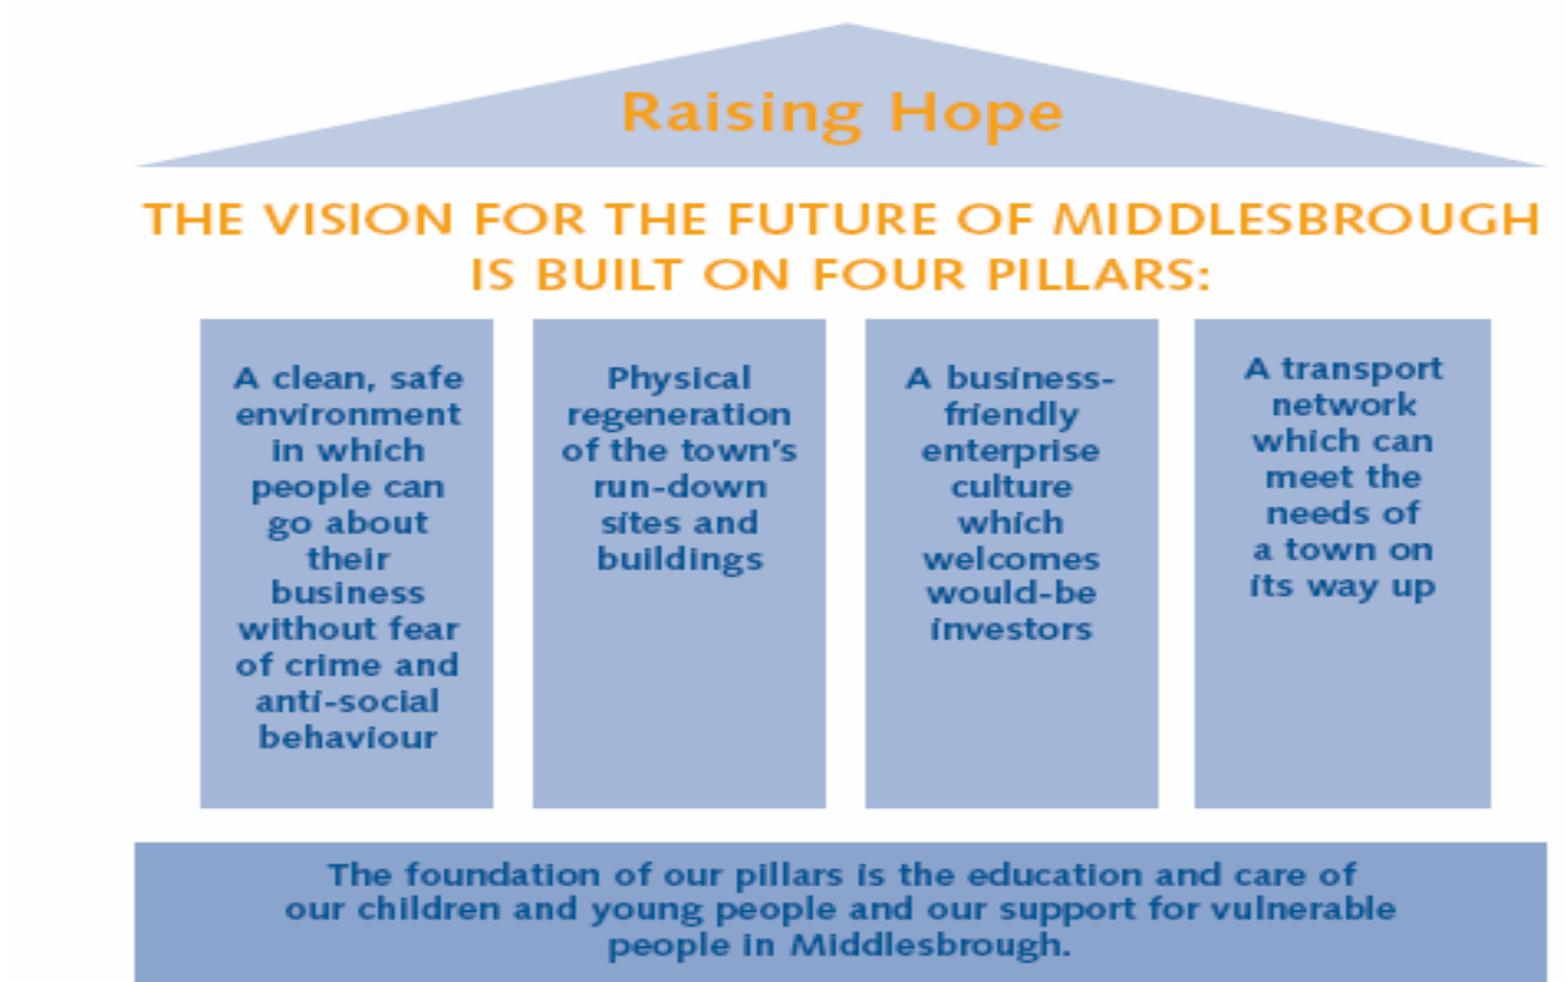 Raising Hope
THE VISION FOR THE FUTURE OF MIDDLESBROUGH
IS BUILT ON FOUR PILLARS:
A clean, safe
environment
in which
people can
go about
their
business
without fear
of crime and
anti-social
behaviour
Physical
regeneration
of the town's
run-down
sites and
buildings
A business-
friendly
enterprise
culture
which
welcomes
would-be
investors
A transport
network
which can
meet the
needs of
a town on
its way up
The foundation of our pillars is the education and care of
our children and young people and our support for vulnerable
people in Middlesbrough.